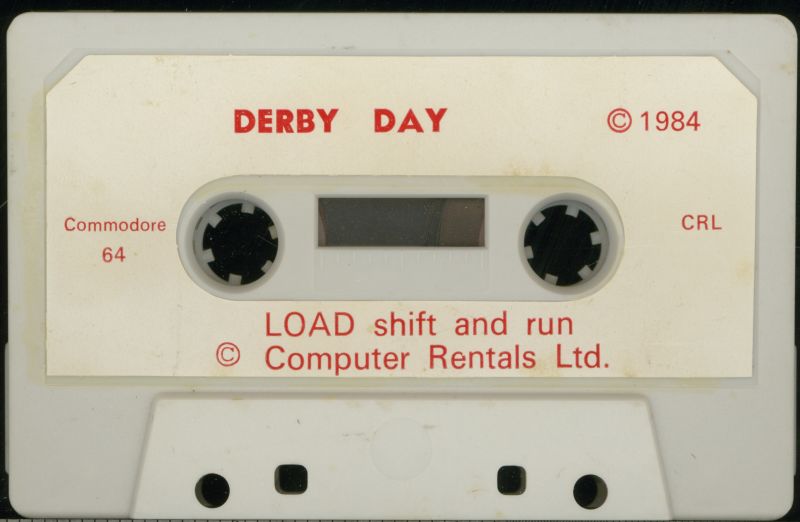 DERBY DAY
© 1984
Commodore
64
CRL
LOAD shift and run
© Computer Rentals Ltd.